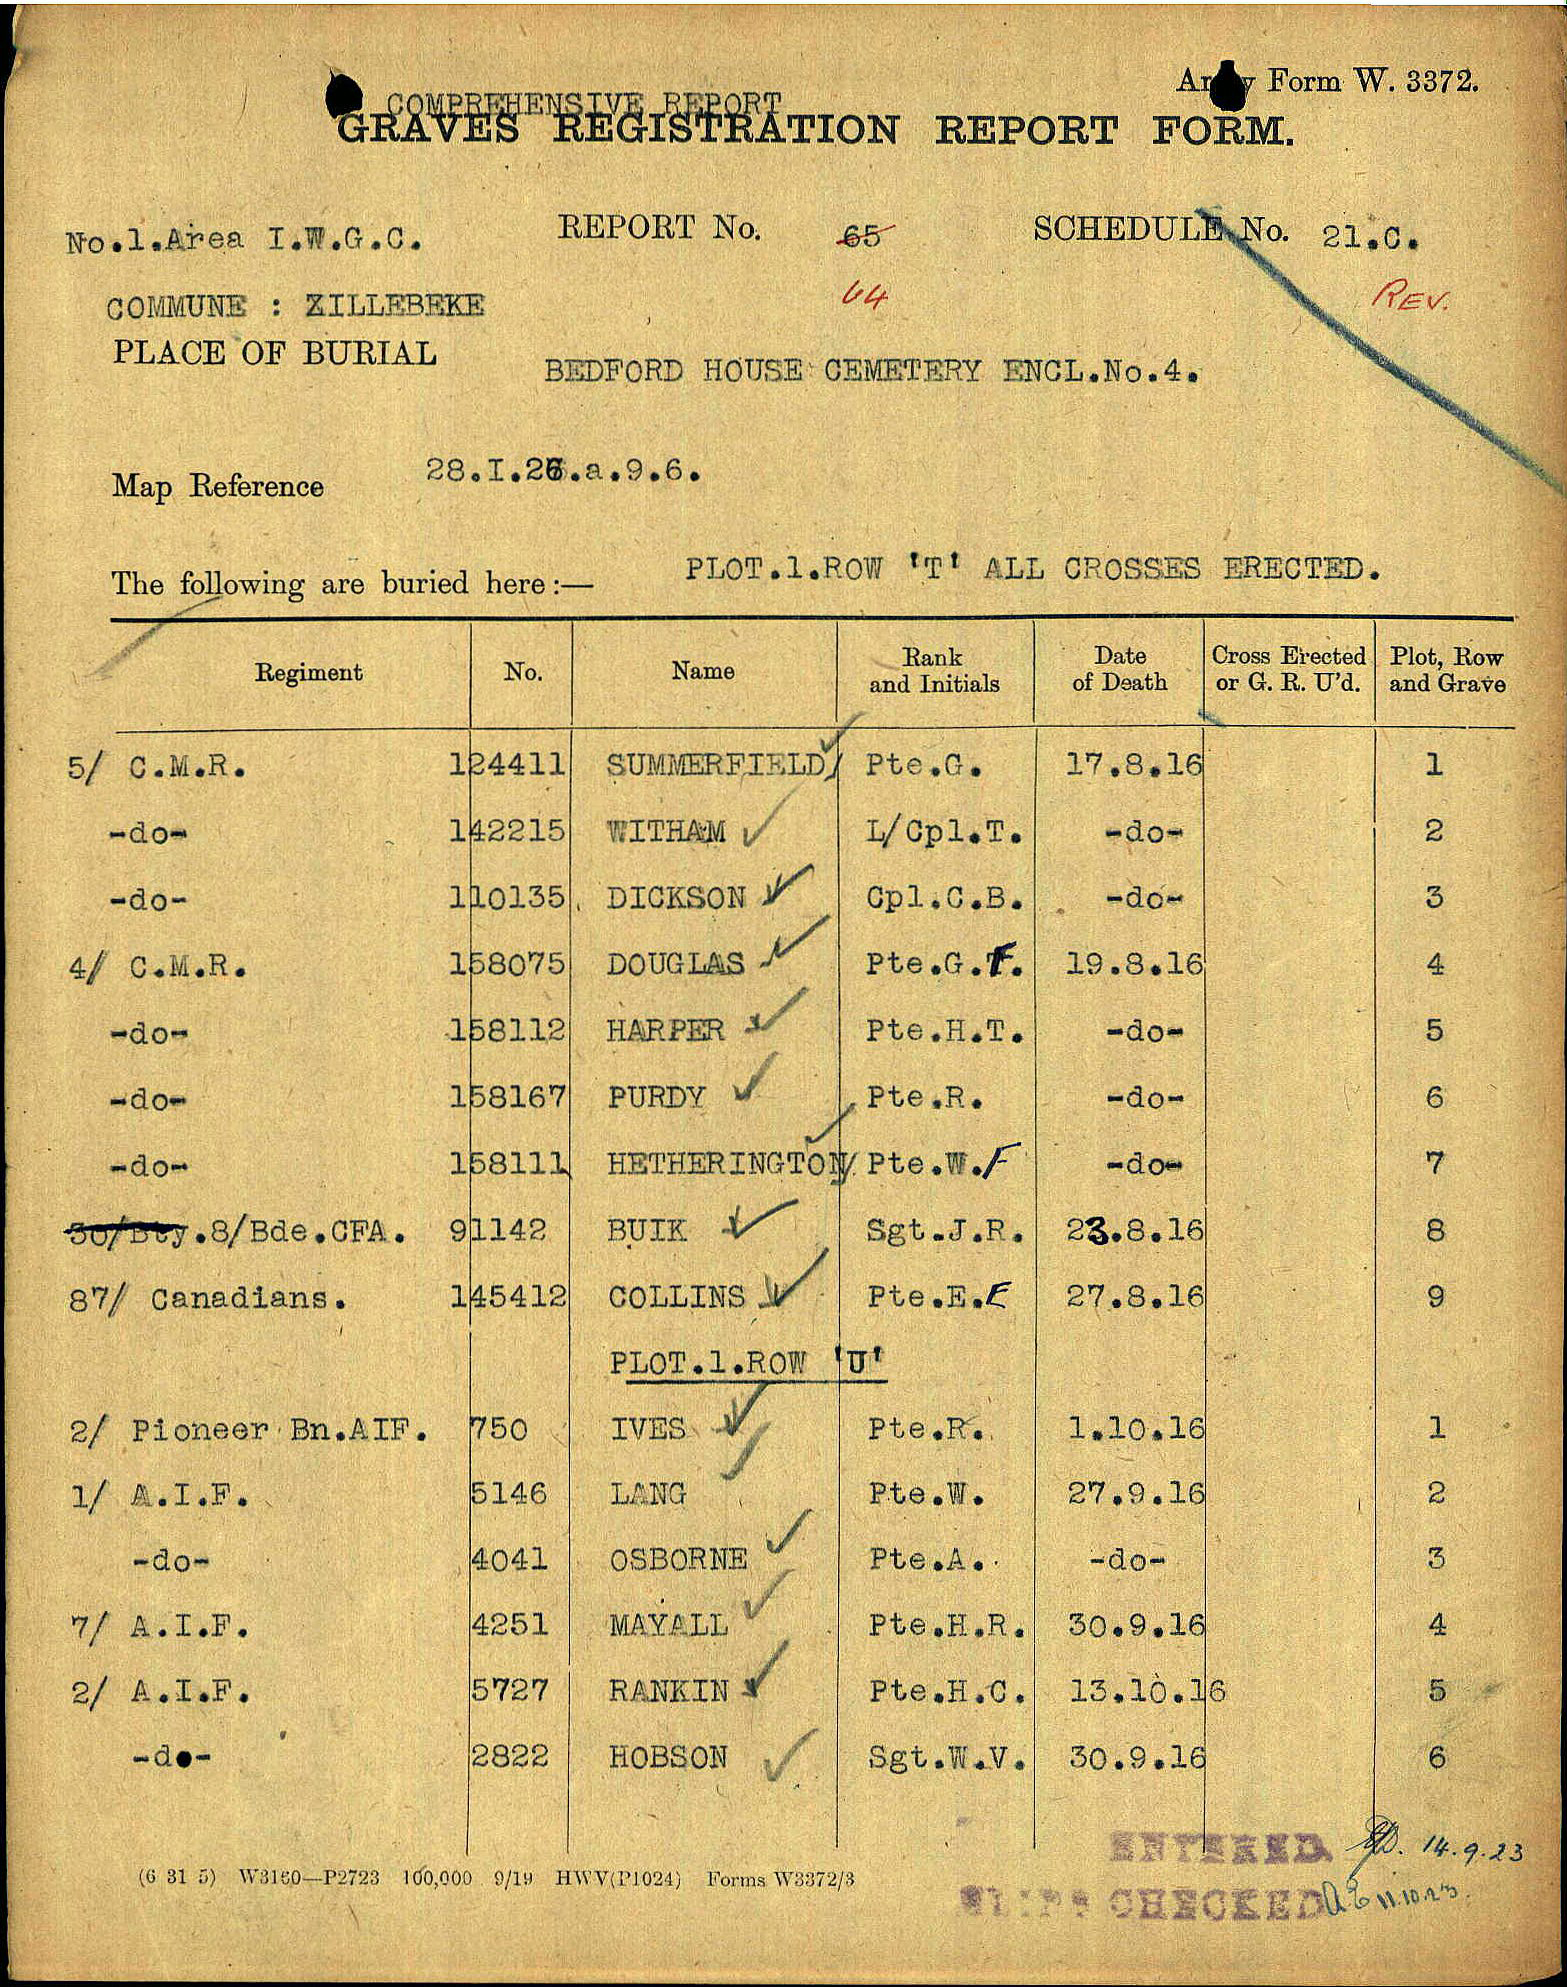 Army Form W. 3372.
COMPREHENSIVE REPORT
GRAVES REGISTRATION REPORT FORM.
No.1.Area I.W.G.C. REPORT No. 65 SCHEDULE No. 21.C.
64 REV.
COMMUNE : ZILLEBEKE
PLACE OF BURIAL
BEDFORD HOUSE CEMETERY ENCL.No.4.
Map Reference 28.I.26.a.9.6.
The following are buried here:— PLOT.1.ROW 'T' ALL CROSSES ERECTED.
Regiment No. Name Rank and Initials Date of Death Cross Erected or G. R. U'd. Plot, Row and Grave
5/ C.M.R. 124411 SUMMERFIELD Pte.G. 17.8.16 1
-do- 142215 WITHAM L/Cpl.T. -do- 2
-do- 110135 DICKSON Cpl.C.B. -do- 3
4/ C.M.R. 158075 DOUGLAS Pte.G.F. 19.8.16 4
-do- 158112 HARPER Pte.H.T. -do- 5
-do- 158167 PURDY Pte.R. -do- 6
-do- 158111 HETHERINGTON Pte.W.F -do- 7
30/Bty.8/Bde.CFA. 91142 BUIK Sgt.J.R. 23.8.16 8
87/ Canadians. 145412 COLLINS Pte.E.E 27.8.16 9
PLOT.1.ROW 'U'
2/ Pioneer Bn.AIF. 750 IVES Pte.R. 1.10.16 1
1/ A.I.F. 5146 LANG Pte.W. 27.9.16 2
-do- 4041 OSBORNE Pte.A. -do- 3
7/ A.I.F. 4251 MAYALL Pte.H.R. 30.9.16 4
2/ A.I.F. 5727 RANKIN Pte.H.C. 13.10.16 5
-do- 2822 HOBSON Sgt.W.V. 30.9.16 6
ENTERED 14.9.23
(6 31 5) W3160—P2723 100,000 9/19 HWV(P1024) Forms W3372/3
SLIPS CHECKED AE 11.10.23.